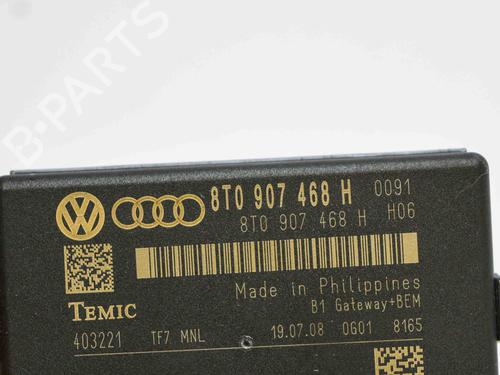 B-PARTS
8T0 907 468 H 0091
8T0 907 468 H H06
Made in Philippines
B1 Gateway+BEM
TEMIC
403221 TF7 MNL 19.07.08 0G01 8165